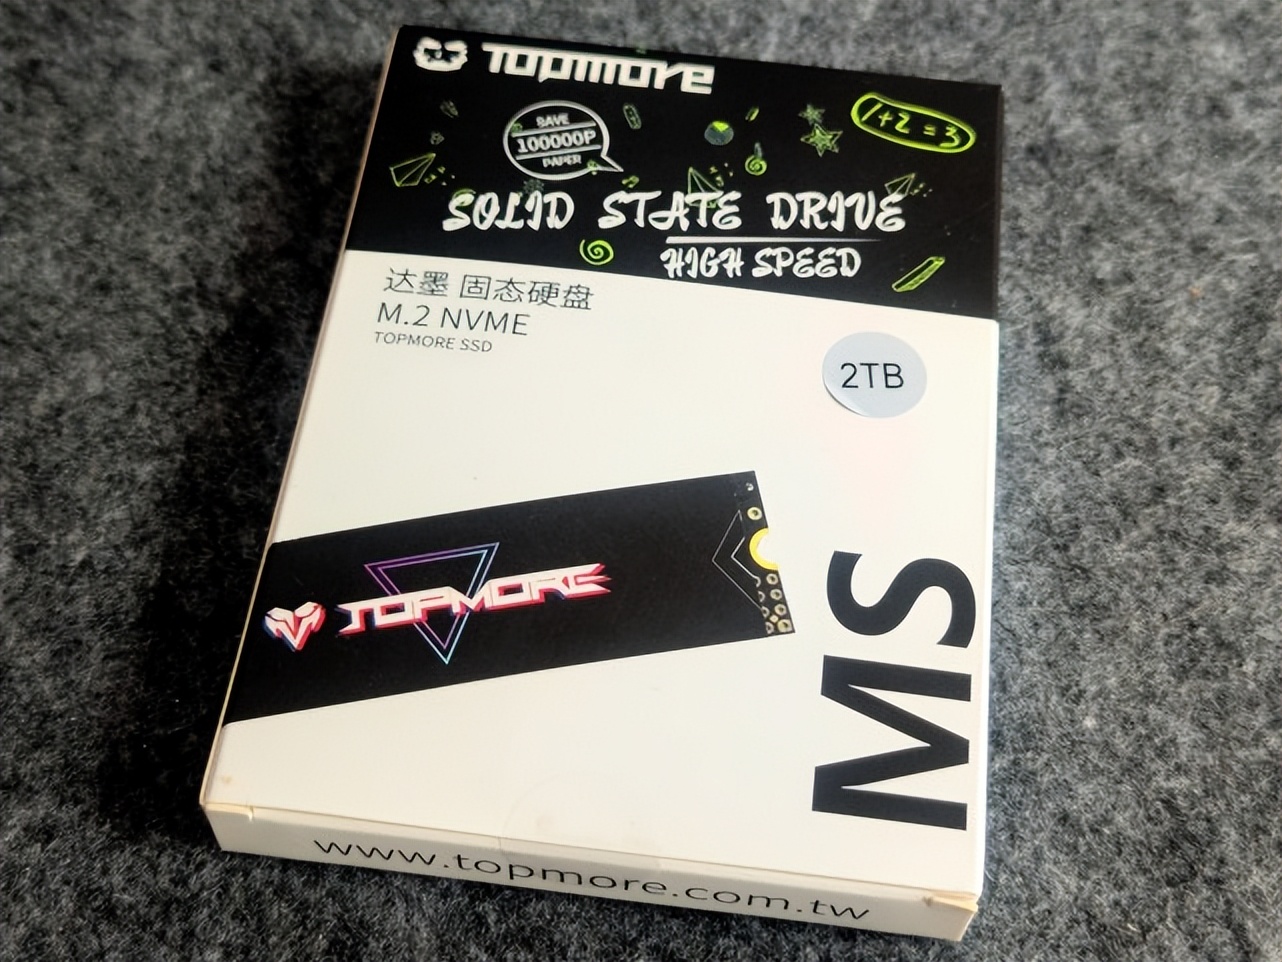 TOPMORE
SAVE
100000P
PAPER
1+2=3
SOLID STATE DRIVE
HIGH SPEED
达墨 固态硬盘
M.2 NVME
TOPMORE SSD
2TB
TOPMORE
MS
www.topmore.com.tw